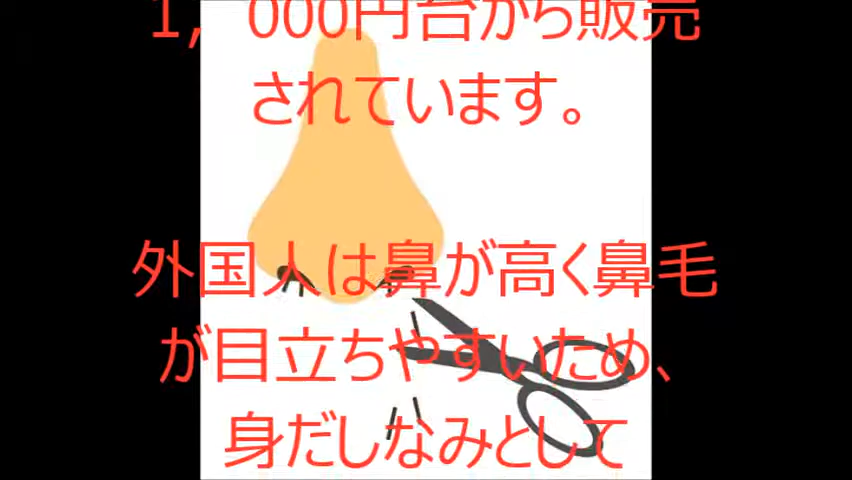 1，000円台から販売
されています。
外国人は鼻が高く鼻毛
が目立ちやすいため、
身だしなみとして